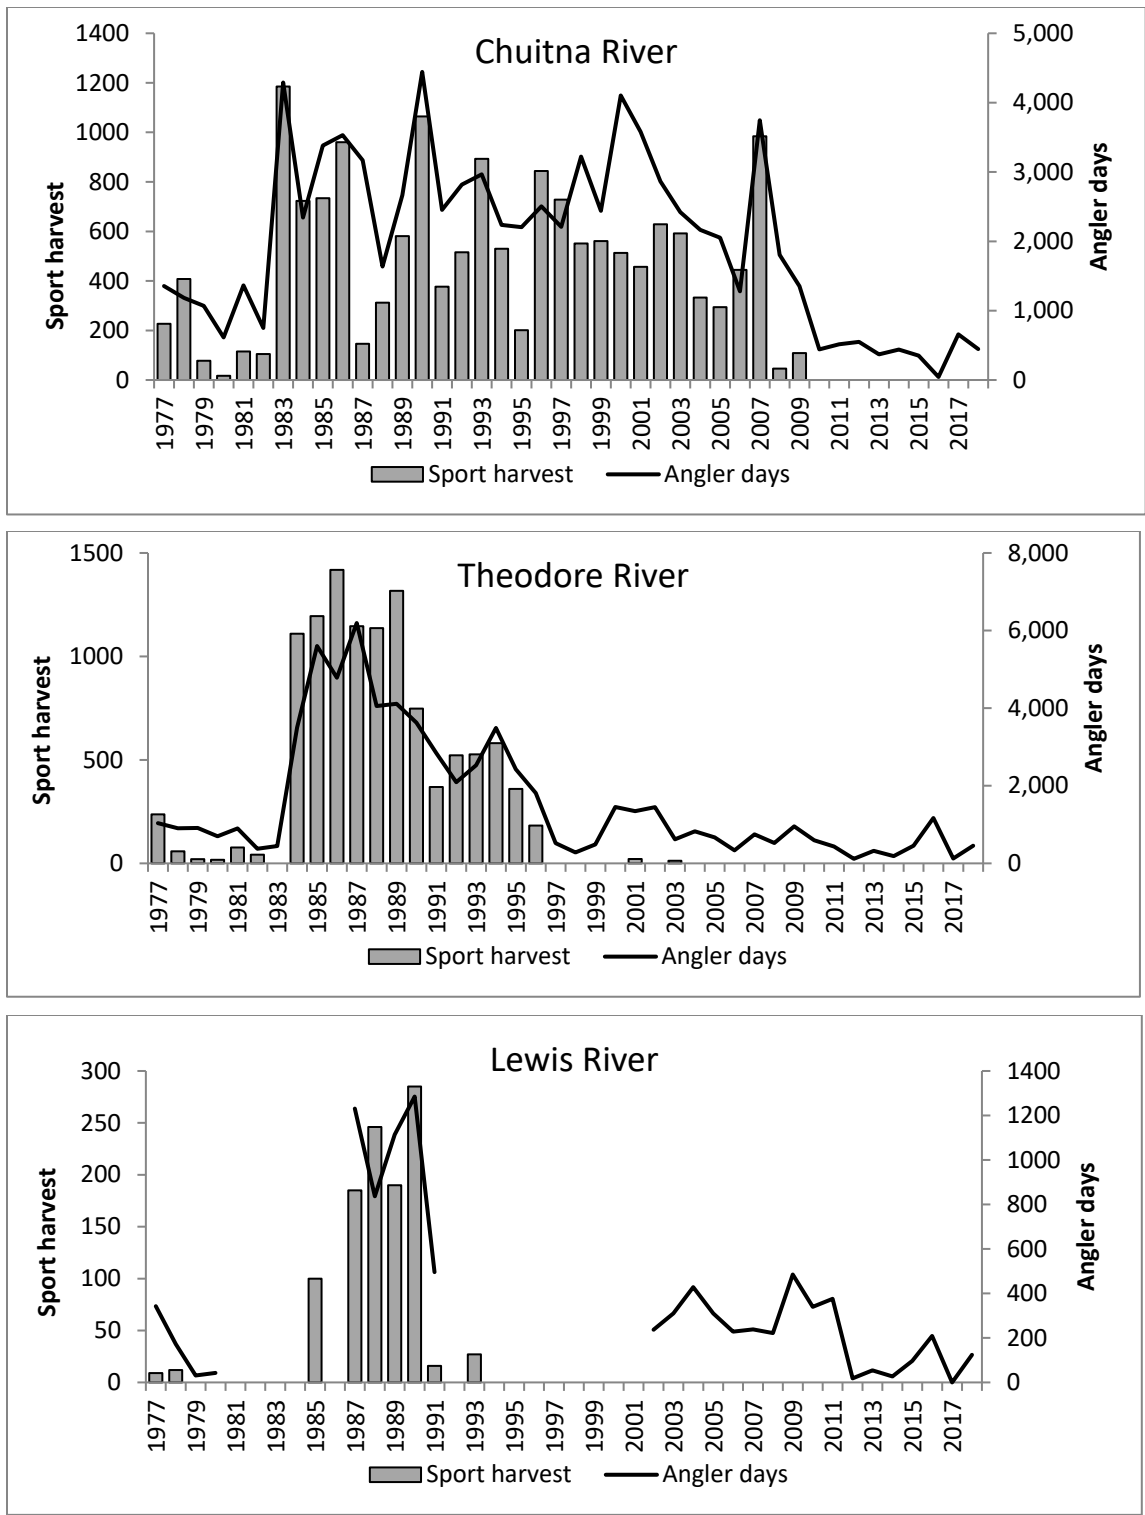 Chuitna River
Sport harvest
1400
1200
1000
800
600
400
200
0
5,000
4,000
3,000
2,000
1,000
0
Angler days
1977 1979 1981 1983 1985 1987 1989 1991 1993 1995 1997 1999 2001 2003 2005 2007 2009 2011 2013 2015 2017
Sport harvest Angler days
Theodore River
Sport harvest
1500
1000
500
0
8,000
6,000
4,000
2,000
0
Angler days
1977 1979 1981 1983 1985 1987 1989 1991 1993 1995 1997 1999 2001 2003 2005 2007 2009 2011 2013 2015 2017
Sport harvest Angler days
Lewis River
Sport harvest
300
250
200
150
100
50
0
1400
1200
1000
800
600
400
200
0
Angler days
1977 1979 1981 1983 1985 1987 1989 1991 1993 1995 1997 1999 2001 2003 2005 2007 2009 2011 2013 2015 2017
Sport harvest Angler days